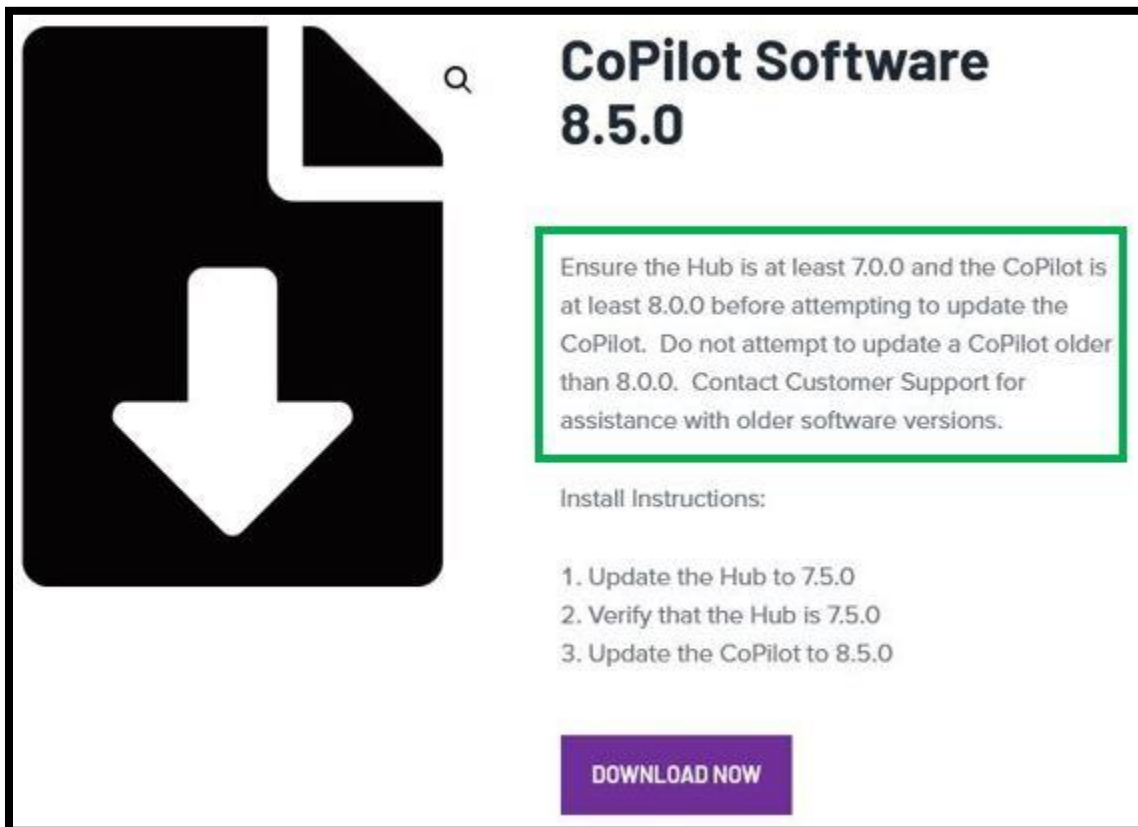 CoPilot Software
8.5.0
Ensure the Hub is at least 7.0.0 and the CoPilot is
at least 8.0.0 before attempting to update the
CoPilot.  Do not attempt to update a CoPilot older
than 8.0.0.  Contact Customer Support for
assistance with older software versions.
Install Instructions:
1. Update the Hub to 7.5.0
2. Verify that the Hub is 7.5.0
3. Update the CoPilot to 8.5.0
DOWNLOAD NOW